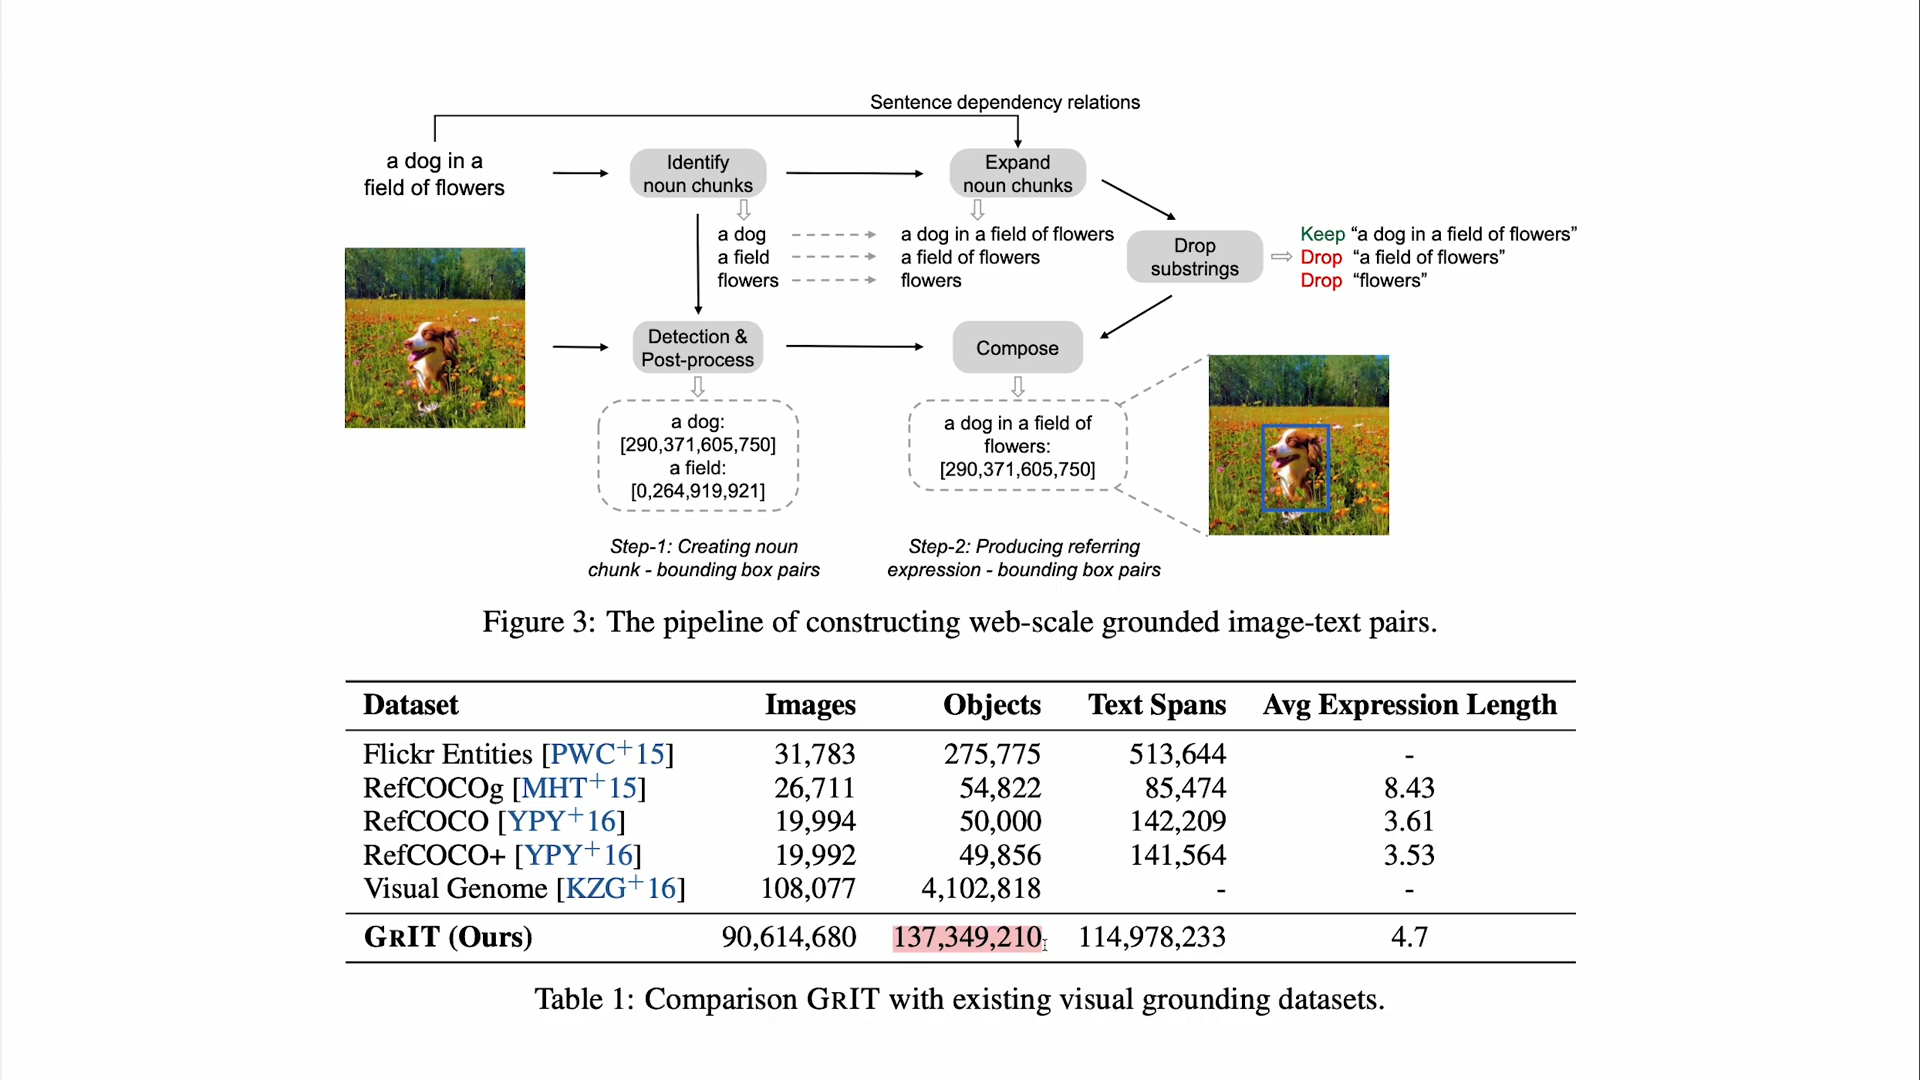 Sentence dependency relations
a dog in a
field of flowers
Identify
noun chunks
Expand
noun chunks
a dog
a field
flowers
a dog in a field of flowers
a field of flowers
flowers
Drop
substrings
Keep “a dog in a field of flowers”
Drop “a field of flowers”
Drop “flowers”
Detection &
Post-process
Compose
a dog:
[290,371,605,750]
a field:
[0,264,919,921]
a dog in a field of
flowers:
[290,371,605,750]
Step-1: Creating noun
chunk - bounding box pairs
Step-2: Producing referring
expression - bounding box pairs
Figure 3: The pipeline of constructing web-scale grounded image-text pairs.
Dataset Images Objects Text Spans Avg Expression Length
Flickr Entities [PWC+15] 31,783 275,775 513,644 -
RefCOCOg [MHT+15] 26,711 54,822 85,474 8.43
RefCOCO [YPY+16] 19,994 50,000 142,209 3.61
RefCOCO+ [YPY+16] 19,992 49,856 141,564 3.53
Visual Genome [KZG+16] 108,077 4,102,818 - -
GRIT (Ours) 90,614,680 137,349,210 114,978,233 4.7
Table 1: Comparison GRIT with existing visual grounding datasets.